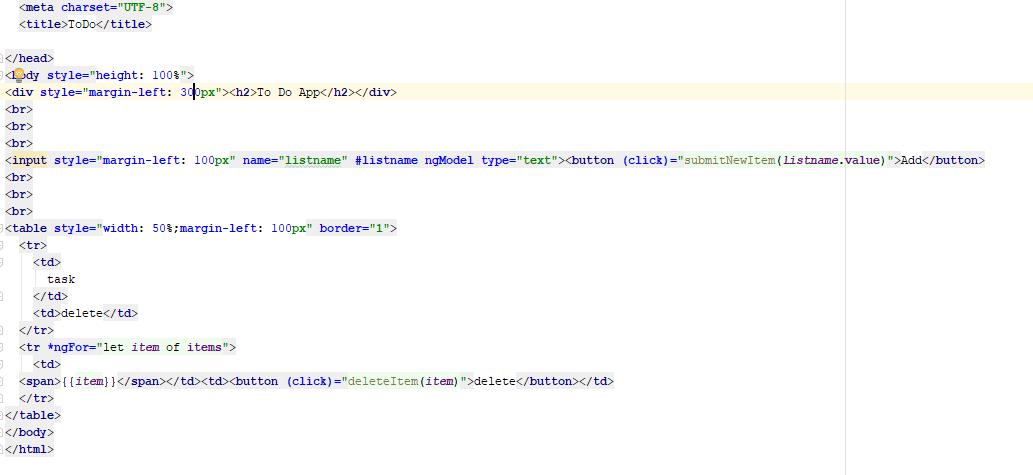 <meta charset="UTF-8">
<title>ToDo</title>
</head>
<body style="height: 100%">
<div style="margin-left: 300px"><h2>To Do App</h2></div>
<br>
<br>
<br>
<input style="margin-left: 100px" name="listname" #listname ngModel type="text"><button (click)="submitNewItem(listname.value)">Add</button>
<br>
<br>
<br>
<table style="width: 50%;margin-left: 100px" border="1">
<tr>
<td>
task
</td>
<td>delete</td>
</tr>
<tr *ngFor="let item of items">
<td>
<span>{{item}}</span></td><td><button (click)="deleteItem(item)">delete</button></td>
</tr>
</table>
</body>
</html>